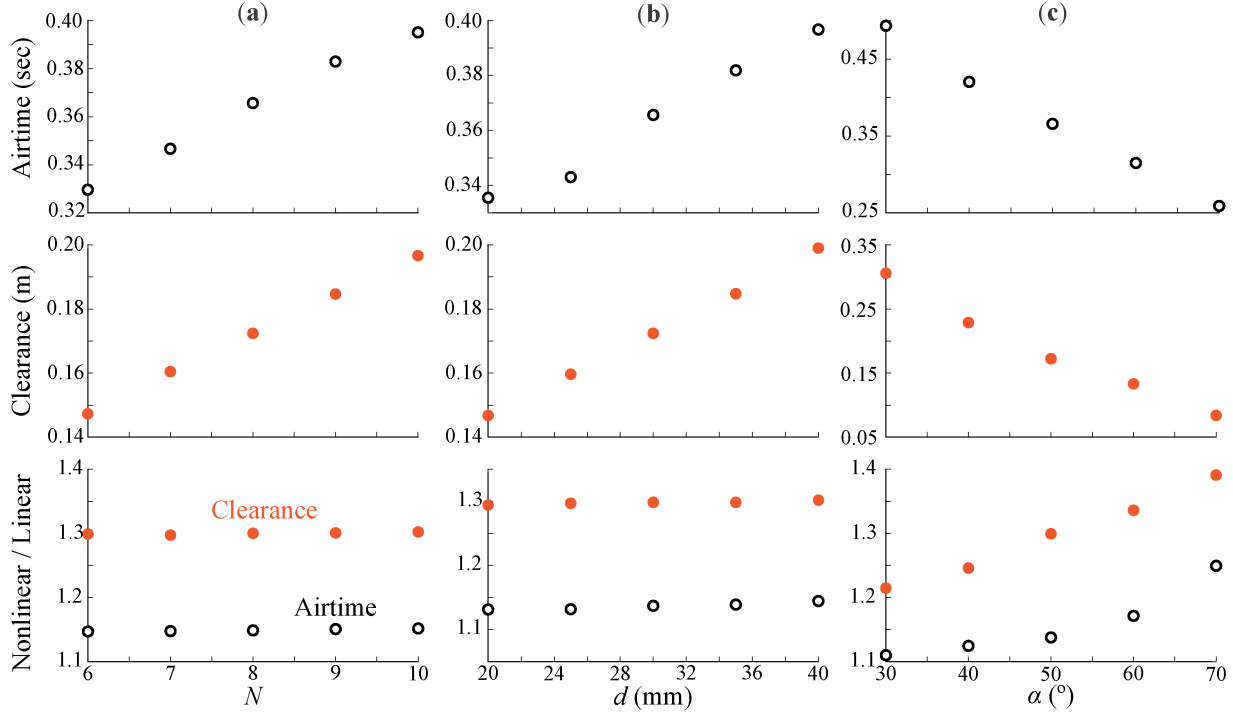 (a) (b) (c)
Airtime (sec)
0.40
0.38
0.36
0.34
0.32
0.40
0.38
0.36
0.34
0.45
0.35
0.25
Clearance (m)
0.20
0.18
0.16
0.14
0.20
0.18
0.16
0.14
0.35
0.25
0.15
0.05
Nonlinear / Linear
1.4
1.3
1.2
1.1
Clearance
Airtime
6 7 8 9 10
N
1.3
1.2
1.1
20 24 28 32 36 40
d (mm)
1.4
1.3
1.2
1.1
30 40 50 60 70
α (°)